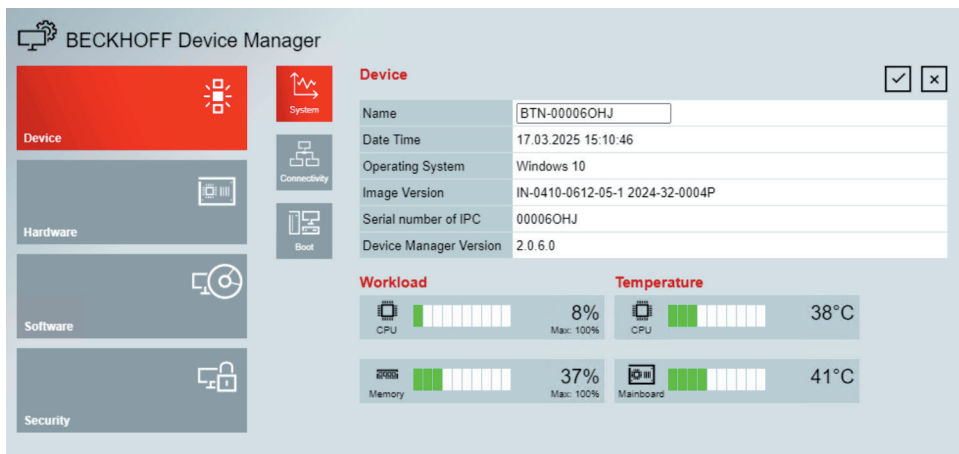 BECKHOFF Device Manager
Device
Hardware
Software
Security
System
Connectivity
Boot
Device
Name BTN-00006OHJ
Date Time 17.03.2025 15:10:46
Operating System Windows 10
Image Version IN-0410-0612-05-1 2024-32-0004P
Serial number of IPC 00006OHJ
Device Manager Version 2.0.6.0
Workload
CPU 8%
Max: 100%
Memory 37%
Max: 100%
Temperature
CPU 38°C
Mainboard 41°C